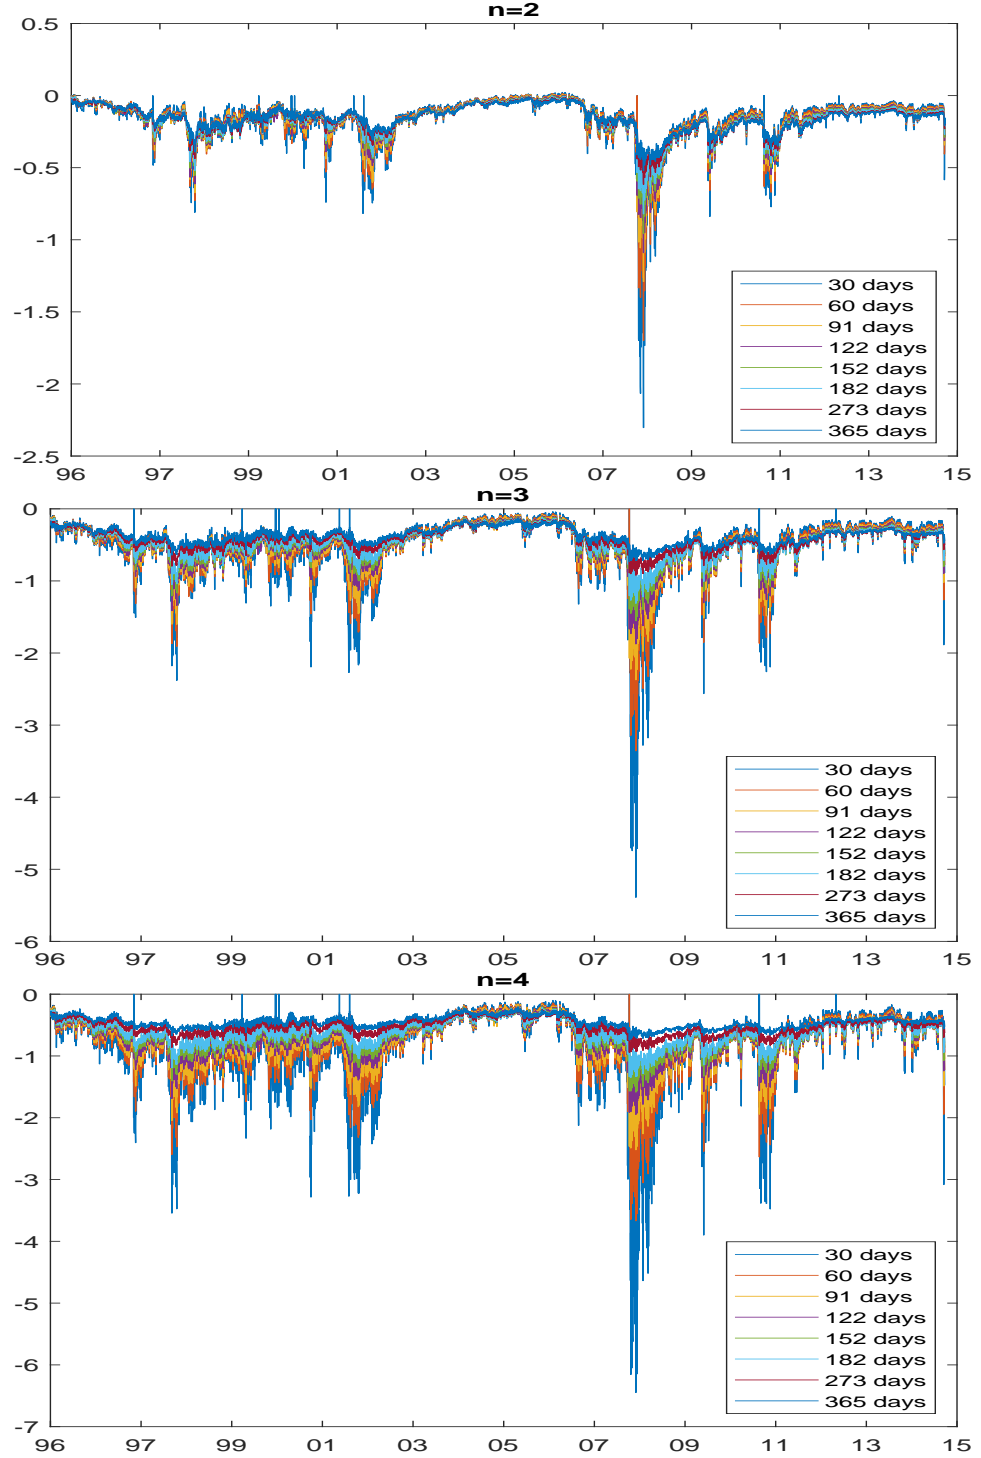 n=2
0.5
0
-0.5
-1
-1.5
-2
-2.5
30 days
60 days
91 days
122 days
152 days
182 days
273 days
365 days
96 97 99 01 03 05 07 09 11 13 15
n=3
0
-1
-2
-3
-4
-5
-6
30 days
60 days
91 days
122 days
152 days
182 days
273 days
365 days
96 97 99 01 03 05 07 09 11 13 15
n=4
0
-1
-2
-3
-4
-5
-6
-7
30 days
60 days
91 days
122 days
152 days
182 days
273 days
365 days
96 97 99 01 03 05 07 09 11 13 15